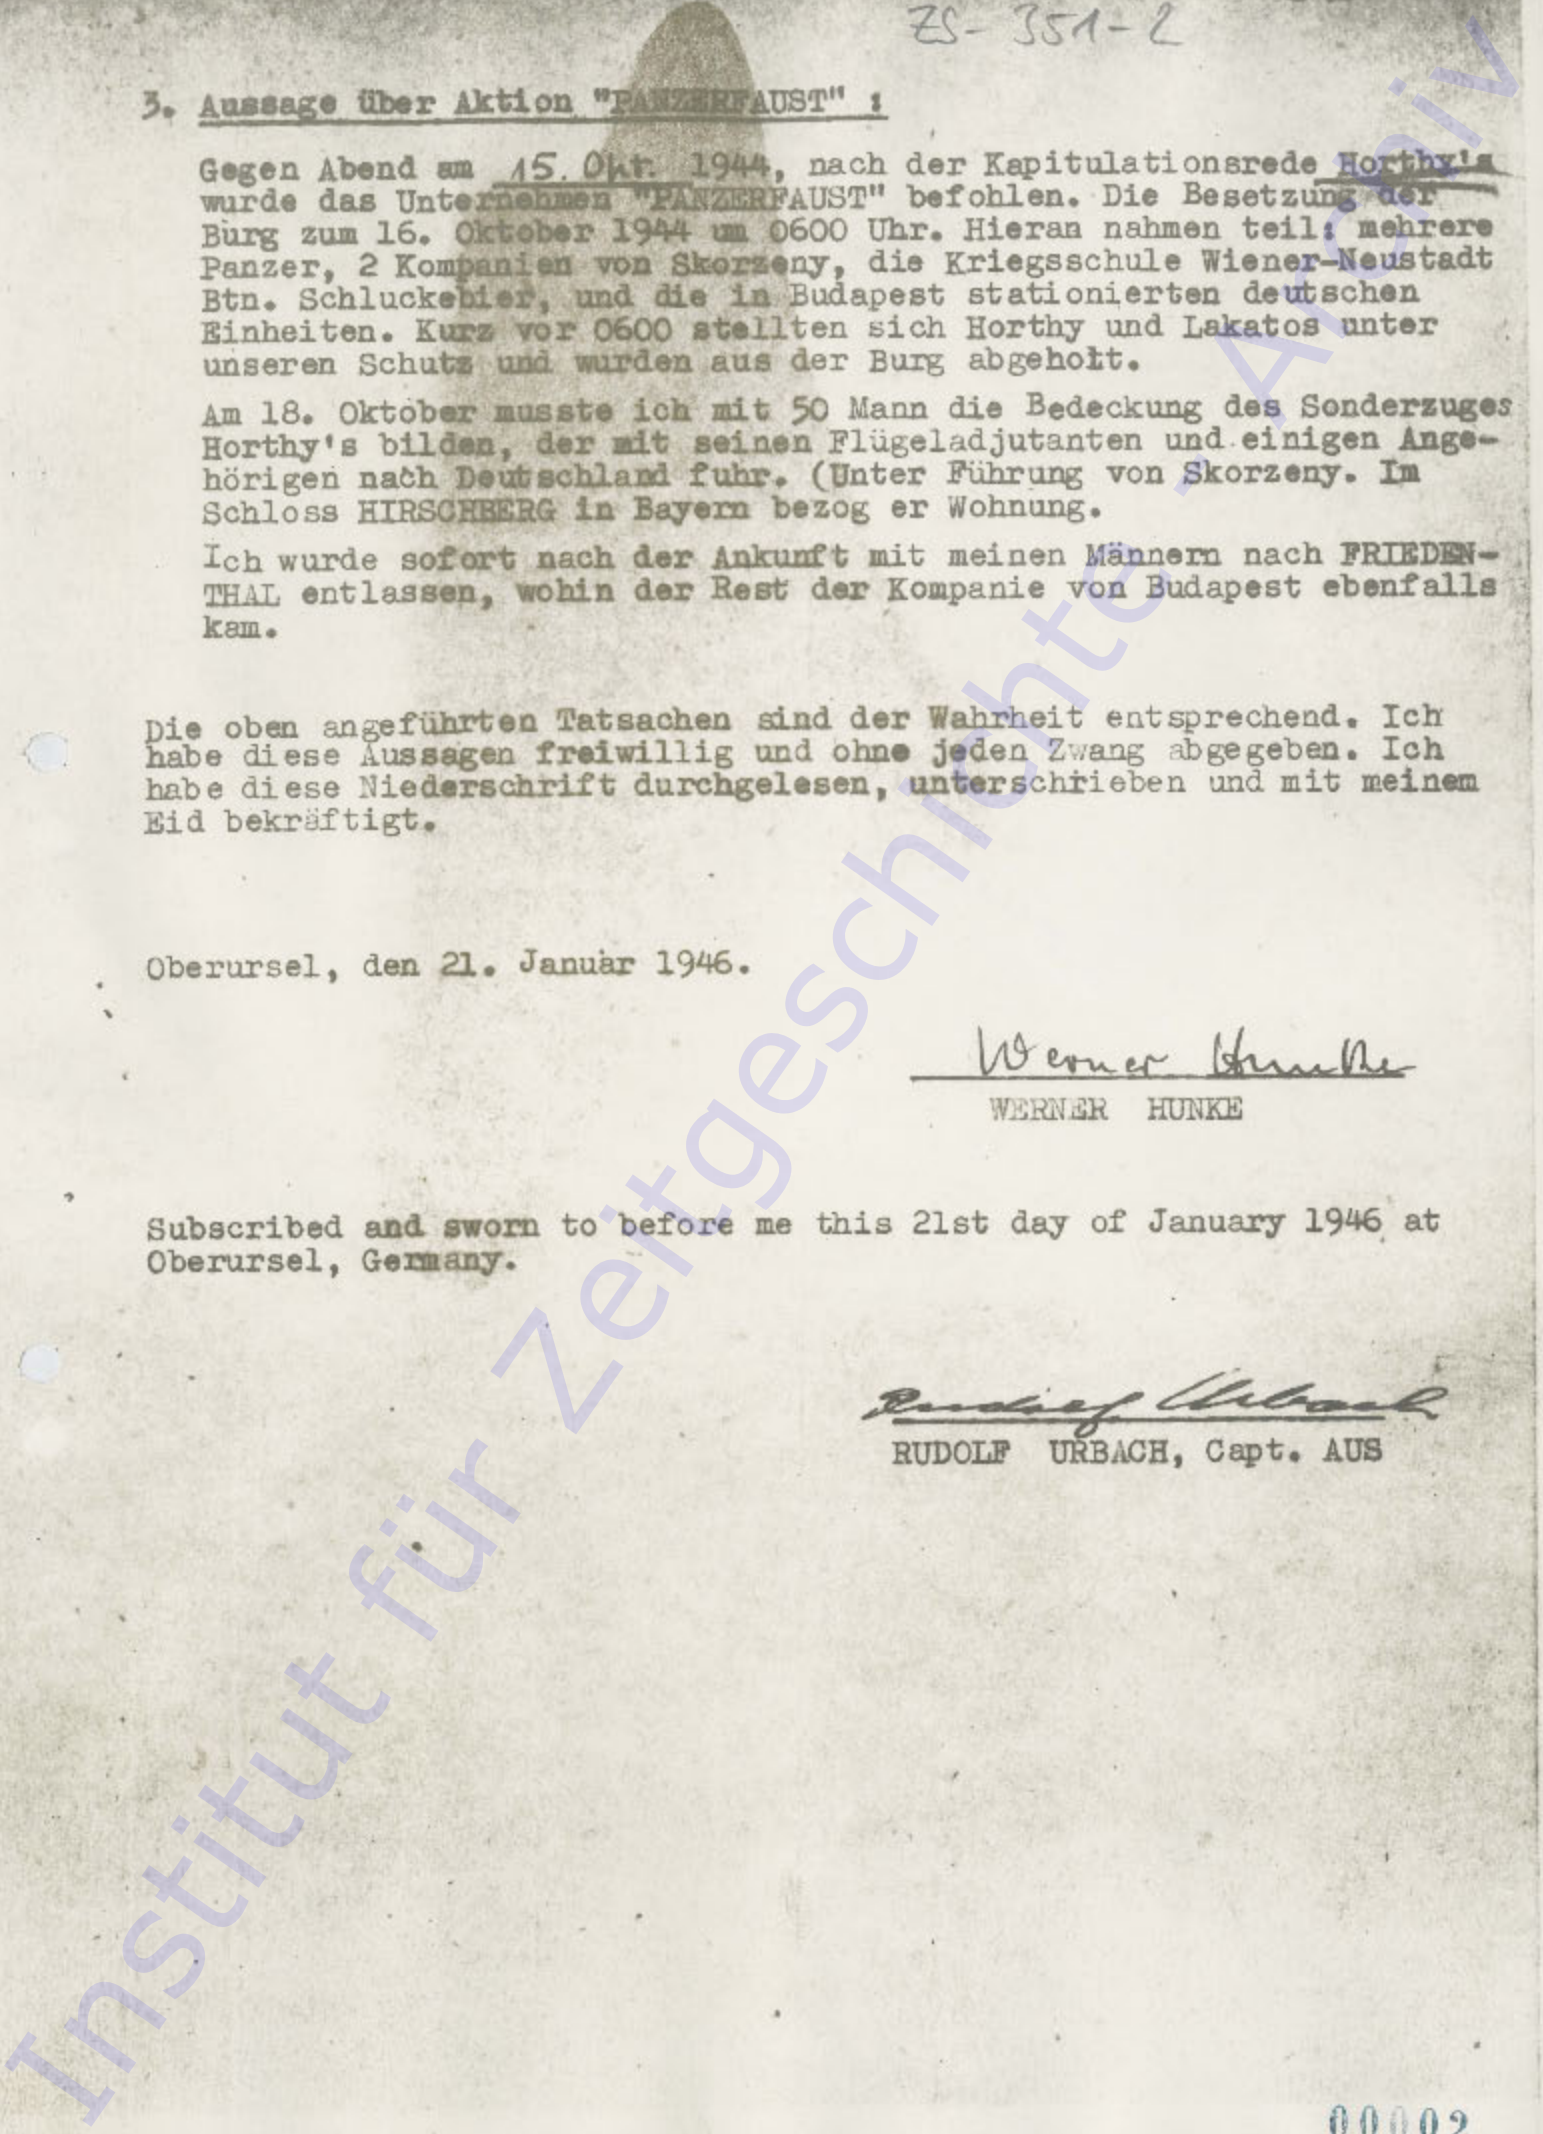 ZS- 351-2
3. Aussage über Aktion "PANZERFAUST" :
Gegen Abend am 15. Okt. 1944, nach der Kapitulationsrede Horthy's
wurde das Unternehmen "PANZERFAUST" befohlen. Die Besetzung der
Burg zum 16. Oktober 1944 um 0600 Uhr. Hieran nahmen teil: mehrere
Panzer, 2 Kompanien von Skorzeny, die Kriegsschule Wiener-Neustadt
Btn. Schluckebier, und die in Budapest stationierten deutschen
Einheiten. Kurz vor 0600 stellten sich Horthy und Lakatos unter
unseren Schutz und wurden aus der Burg abgeholt.
Am 18. Oktober musste ich mit 50 Mann die Bedeckung des Sonderzuges
Horthy's bilden, der mit seinen Flügeladjutanten und einigen Ange-
hörigen nach Deutschland fuhr. (Unter Führung von Skorzeny. Im
Schloss HIRSCHBERG in Bayern bezog er Wohnung.
Ich wurde sofort nach der Ankunft mit meinen Männern nach FRIEDEN-
THAL entlassen, wohin der Rest der Kompanie von Budapest ebenfalls
kam.
Die oben angeführten Tatsachen sind der Wahrheit entsprechend. Ich
habe diese Aussagen freiwillig und ohne jeden Zwang abgegeben. Ich
habe diese Niederschrift durchgelesen, unterschrieben und mit meinem
Eid bekräftigt.
Oberursel, den 21. Januar 1946.
Werner Hunke
WERNER HUNKE
Subscribed and sworn to before me this 21st day of January 1946 at
Oberursel, Germany.
Rudolf Urbach
RUDOLF URBACH, Capt. AUS
Institut für Zeitgeschichte - Archiv
00002